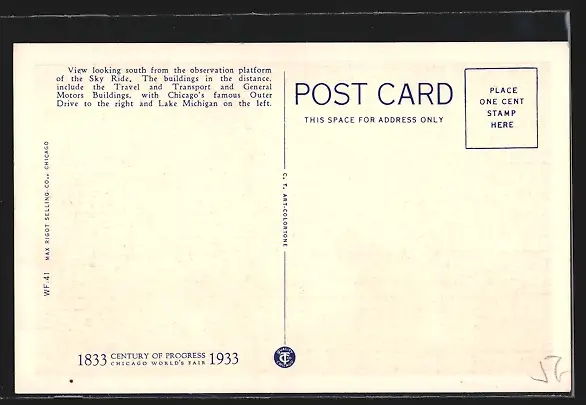 View looking south from the observation platform
of the Sky Ride. The buildings in the distance,
include the Travel and Transport and General
Motors Buildings, with Chicago's famous Outer
Drive to the right and Lake Michigan on the left.
POST CARD
THIS SPACE FOR ADDRESS ONLY
PLACE
ONE CENT
STAMP
HERE
WF.41 MAX RIGOT SELLING CO., CHICAGO
C. T. ART-COLORTONE
1833 CENTURY OF PROGRESS 1933
CHICAGO WORLD'S FAIR